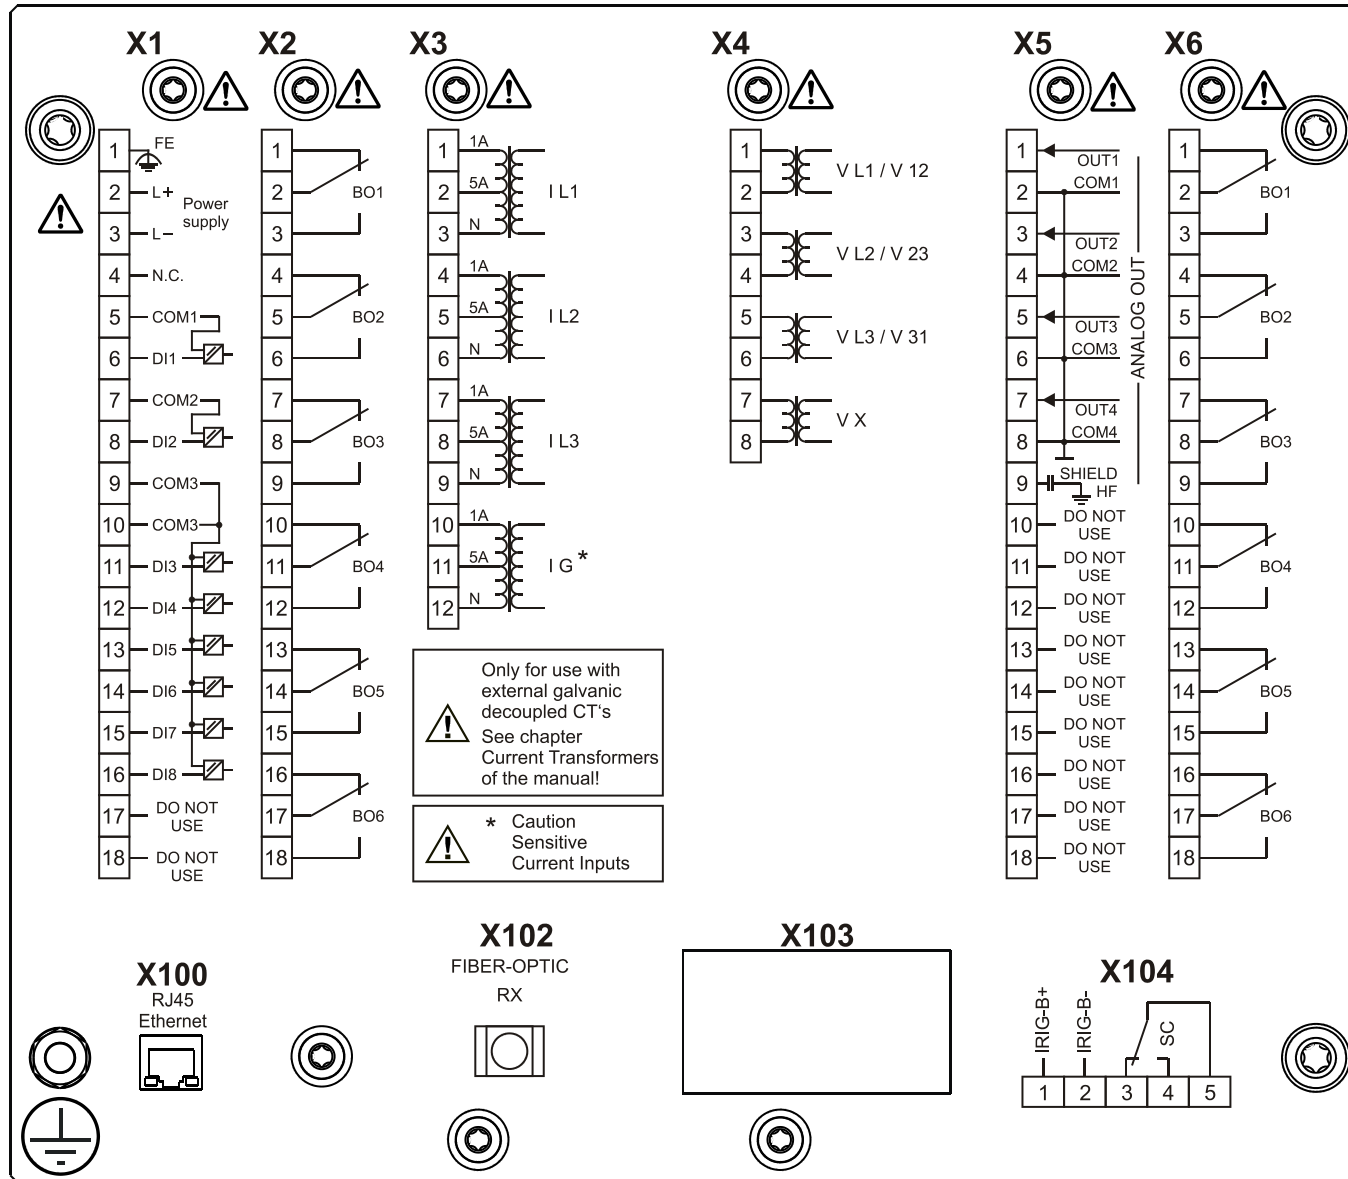 X1 X2 X3 X4 X5 X6
1 FE
2 L+ Power
supply
3 L−
4 N.C.
5 COM1
6 DI1
7 COM2
8 DI2
9 COM3
10 COM3
11 DI3
12 DI4
13 DI5
14 DI6
15 DI7
16 DI8
17 DO NOT
USE
18 DO NOT
USE
1
2 BO1
3
4
5 BO2
6
7
8 BO3
9
10
11 BO4
12
13
14 BO5
15
16
17 BO6
18
1 1A
2 5A I L1
3 N
4 1A
5 5A I L2
6 N
7 1A
8 5A I L3
9 N
10 1A
11 5A I G *
12 N
Only for use with
external galvanic
decoupled CT's
See chapter
Current Transformers
of the manual!
* Caution
Sensitive
Current Inputs
1
V L1 / V 12
2
3
V L2 / V 23
4
5
V L3 / V 31
6
7
V X
8
1 OUT1
2 COM1
3 OUT2
4 COM2
5 OUT3
6 COM3
7 OUT4
8 COM4
9 SHIELD
HF
ANALOG OUT
10 DO NOT
USE
11 DO NOT
USE
12 DO NOT
USE
13 DO NOT
USE
14 DO NOT
USE
15 DO NOT
USE
16 DO NOT
USE
17 DO NOT
USE
18 DO NOT
USE
1
2 BO1
3
4
5 BO2
6
7
8 BO3
9
10
11 BO4
12
13
14 BO5
15
16
17 BO6
18
X100
RJ45
Ethernet
X102
FIBER-OPTIC
RX
X103
X104
IRIG-B+
IRIG-B-
SC
1 2 3 4 5